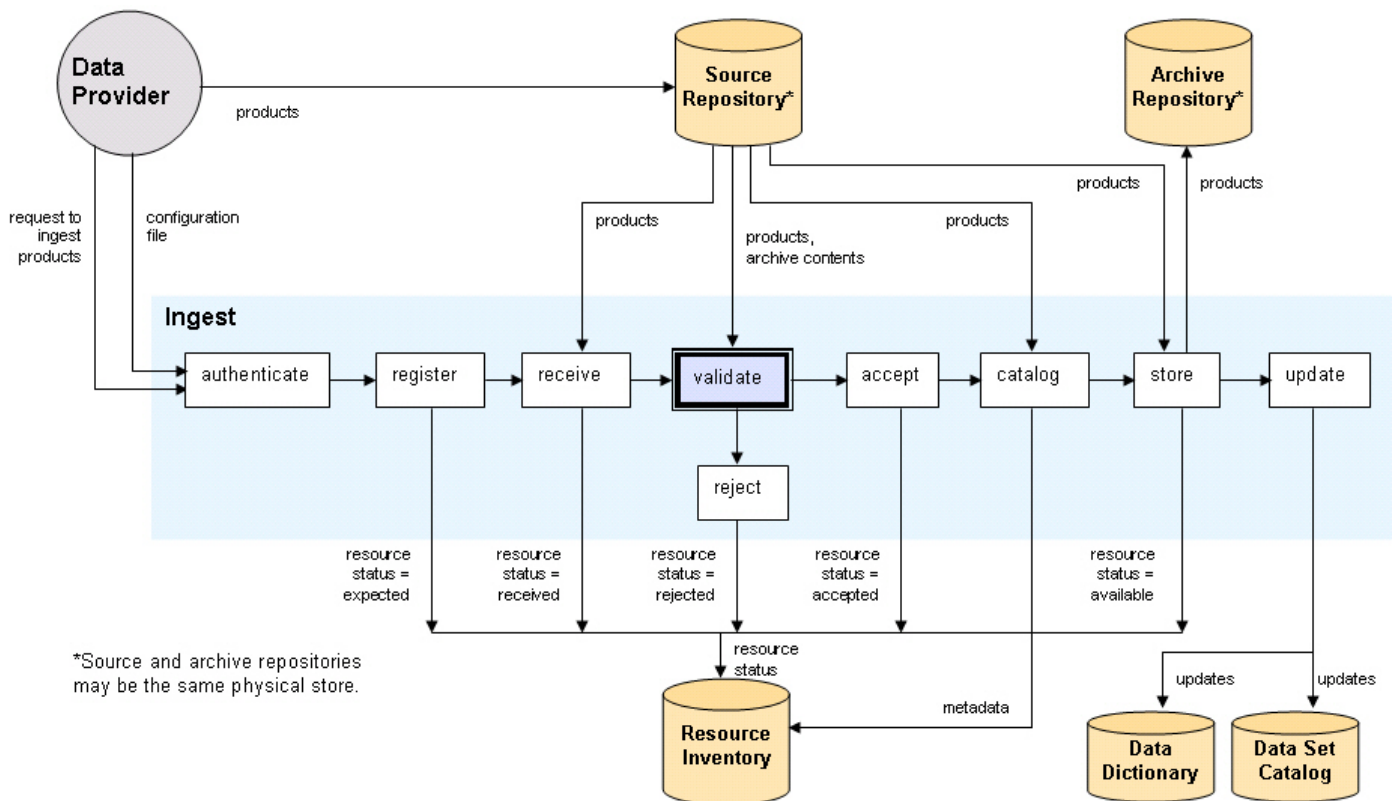 Data
Provider
Source
Repository*
Archive
Repository*
products
products
products
request to
ingest
products
configuration
file
products
products,
archive contents
products
Ingest
authenticate
register
receive
validate
accept
catalog
store
update
reject
resource
status =
expected
resource
status =
received
resource
status =
rejected
resource
status =
accepted
resource
status =
available
*Source and archive repositories
may be the same physical store.
resource
status
updates
updates
metadata
Resource
Inventory
Data
Dictionary
Data Set
Catalog